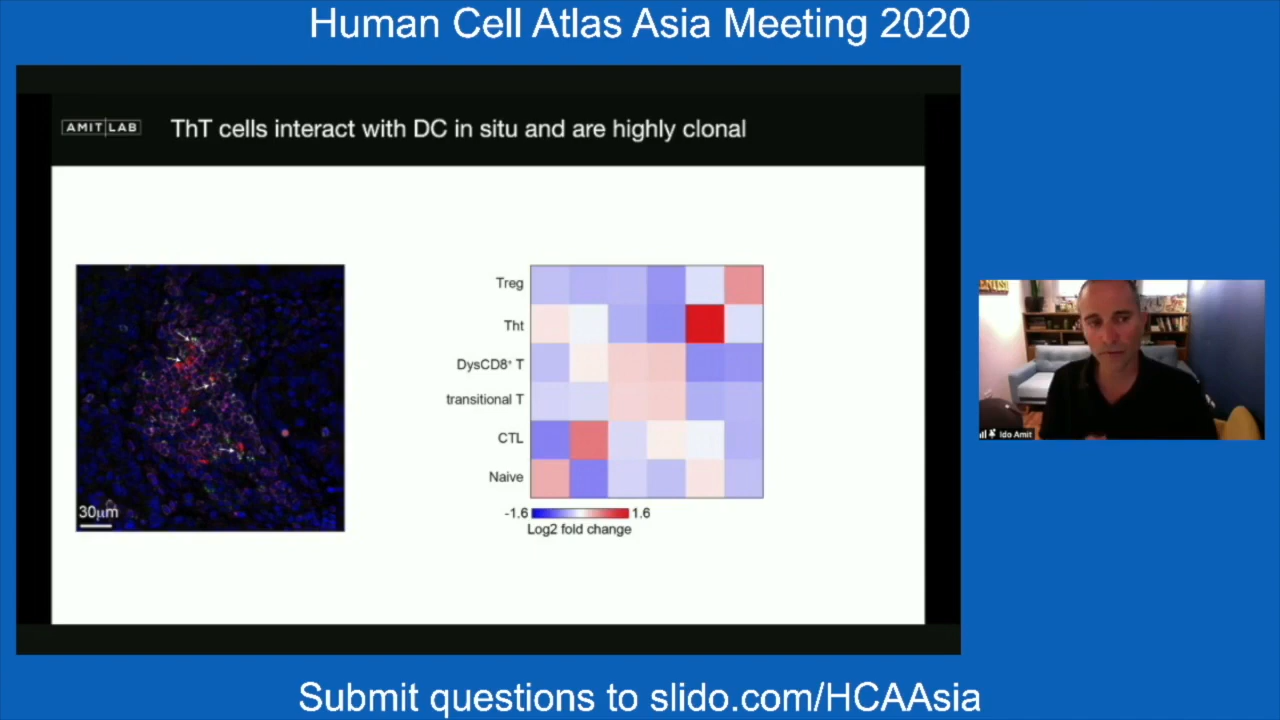 Human Cell Atlas Asia Meeting 2020
AMIT LAB
ThT cells interact with DC in situ and are highly clonal
30μm
Treg
Tht
DysCD8⁺ T
transitional T
CTL
Naive
-1.6 1.6
Log2 fold change
Ido Amit
Submit questions to slido.com/HCAAsia